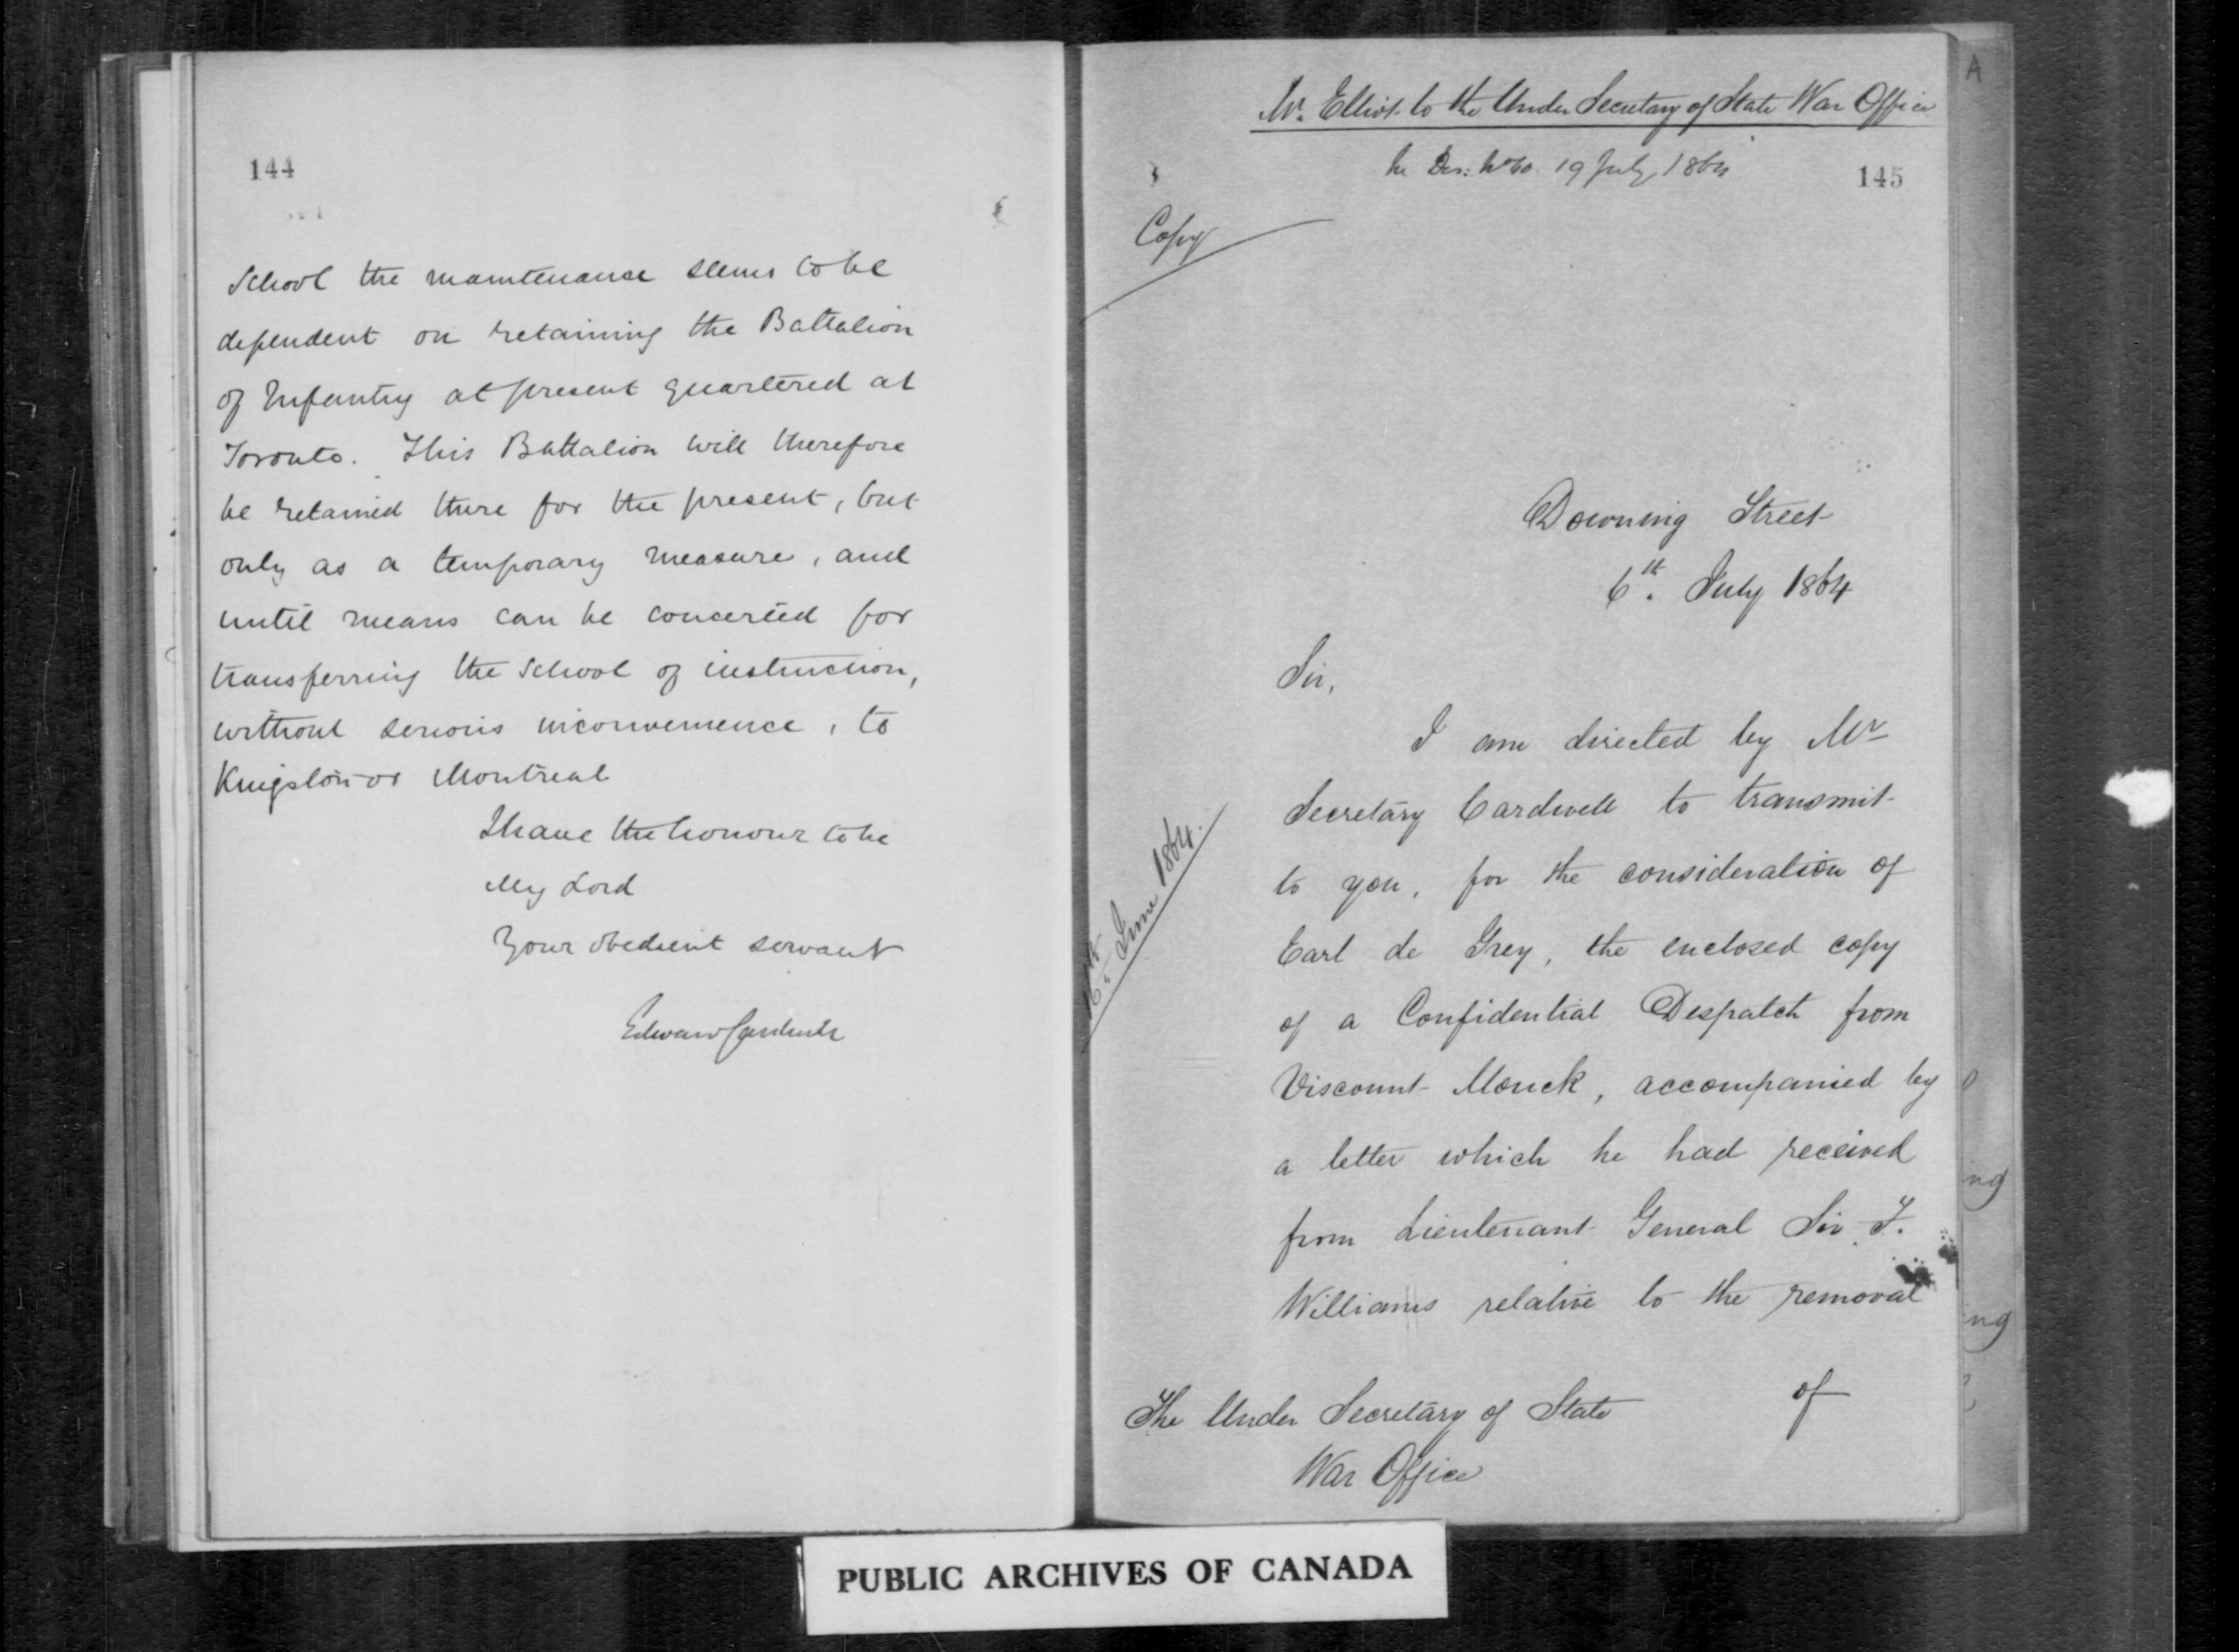 144
School the maintenance seems to be
dependent on retaining the Battalion
of Infantry at present quartered at
Toronto. This Battalion will therefore
be retained there for the present, but
only as a temporary measure, and
until means can be concerted for
transferring the School of instruction,
without serious inconvenience, to
Kingston or Montreal
I have the honour to be
My Lord
Your obedient servant
Edward Cardwell
Mr. Elliot to the Under Secretary of State War Office
In Des: No 60. 19 July 1864
145
Copy
Downing Street
6th. July 1864
Sir,
I am directed by Mr
Secretary Cardwell to transmit
to you, for the consideration of
Earl de Grey, the enclosed copy
of a Confidential Despatch from
Viscount Monck, accompanied by
a letter which he had received
from Lieutenant General Sir F.
Williams relative to the removal
16th June 1864.
of
The Under Secretary of State
War Office
A
ng
ng
PUBLIC ARCHIVES OF CANADA